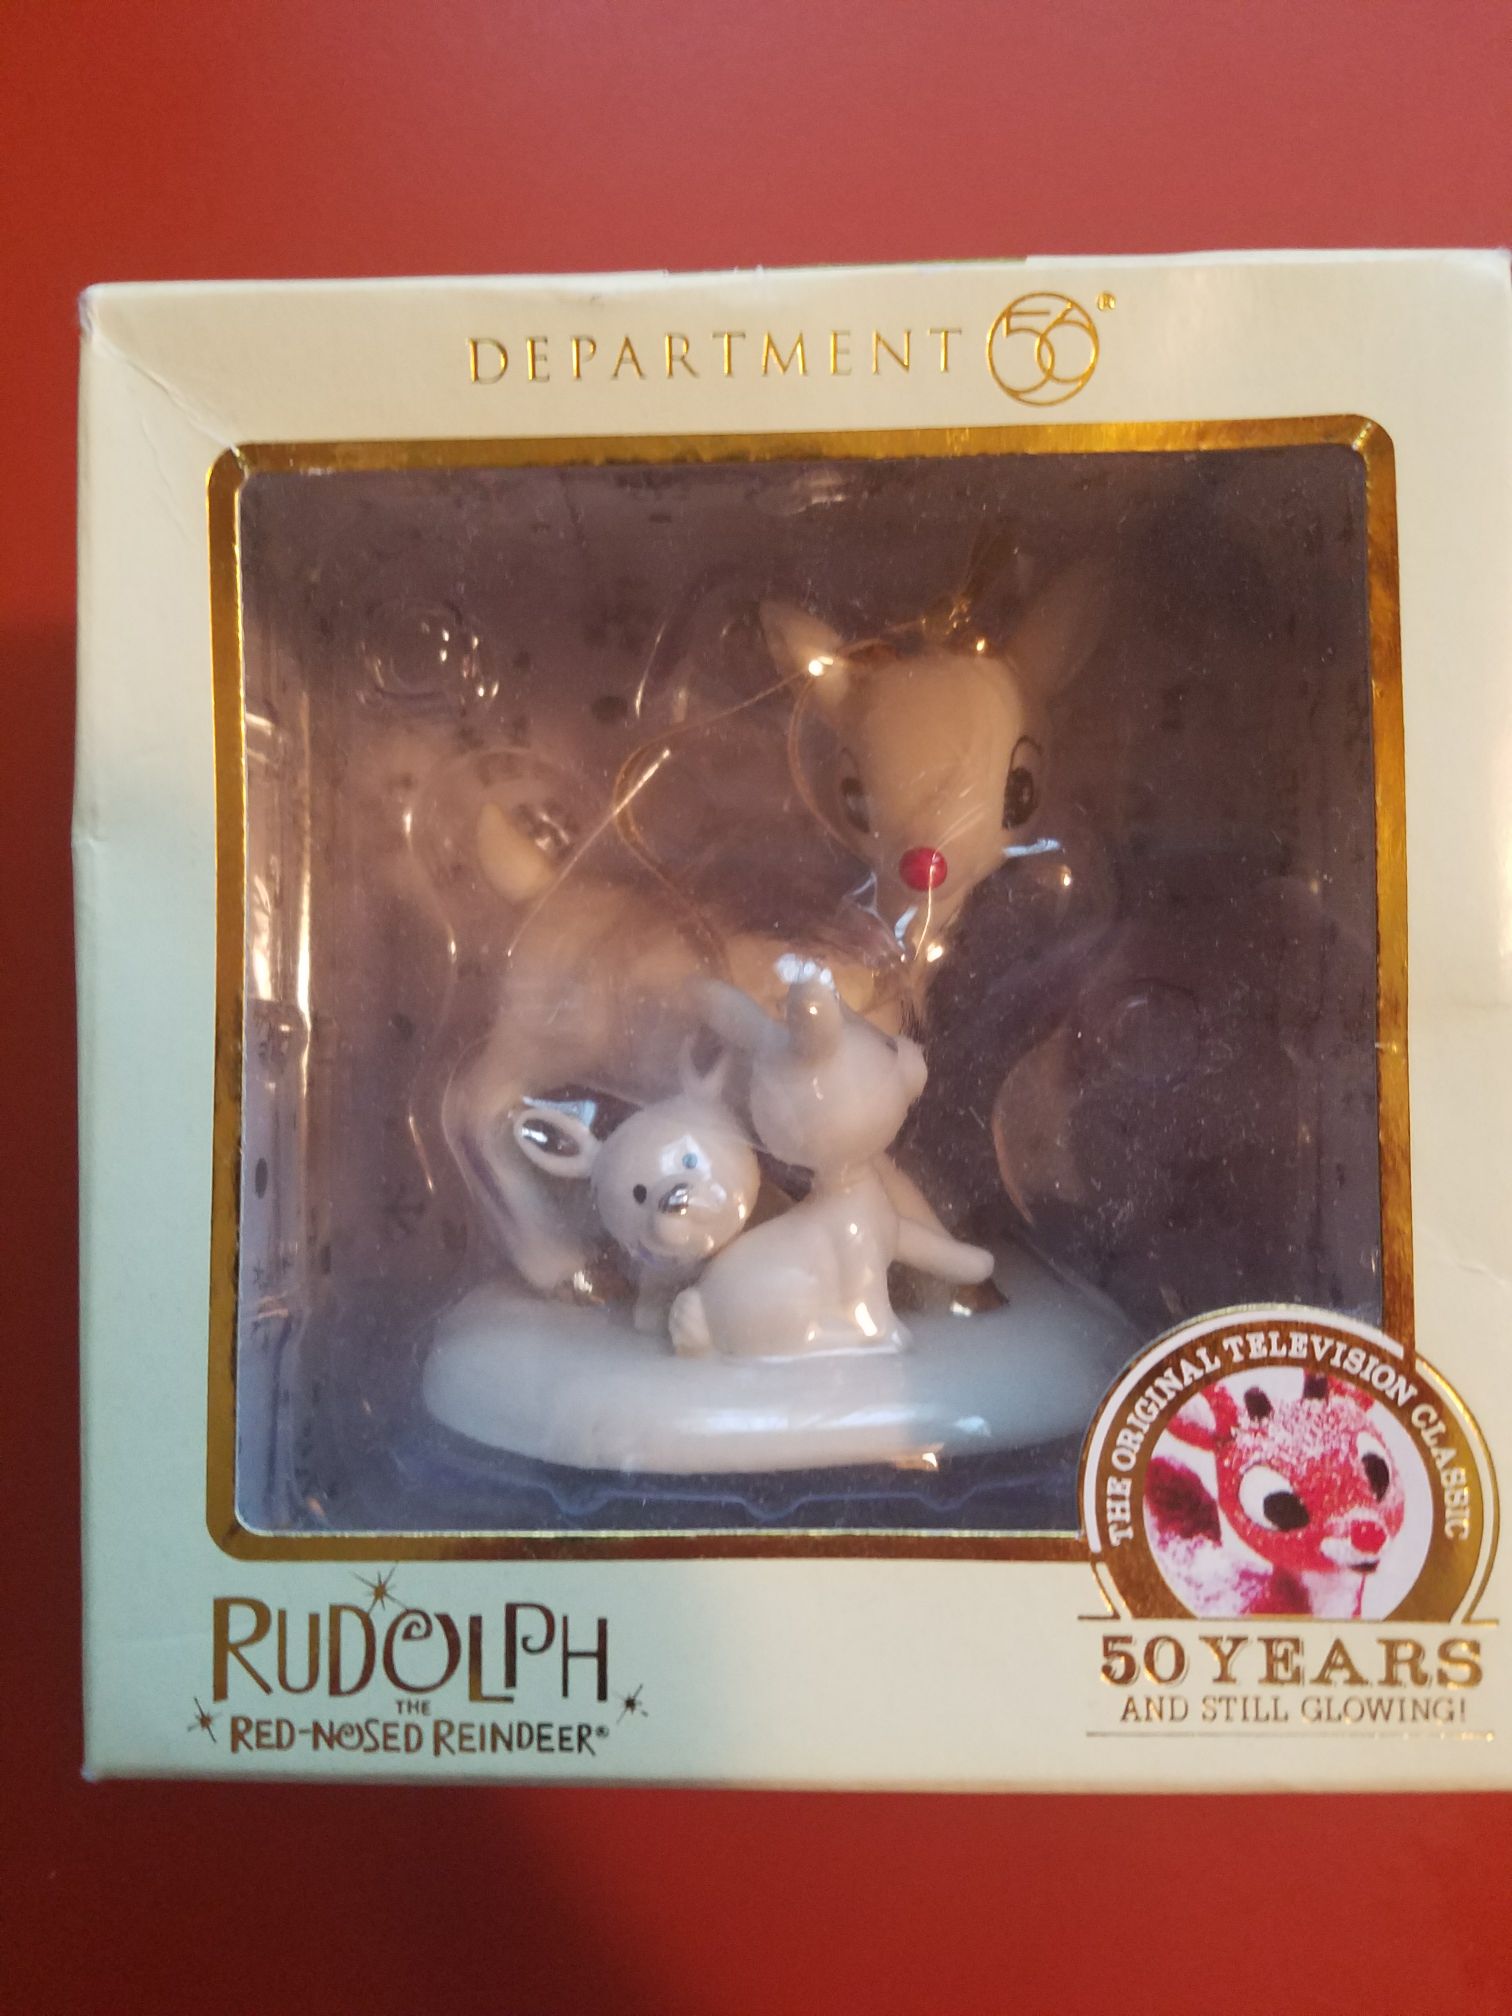 DEPARTMENT 56®
RUDOLPH
THE
RED-NOSED REINDEER®
THE ORIGINAL TELEVISION CLASSIC
50 YEARS
AND STILL GLOWING!